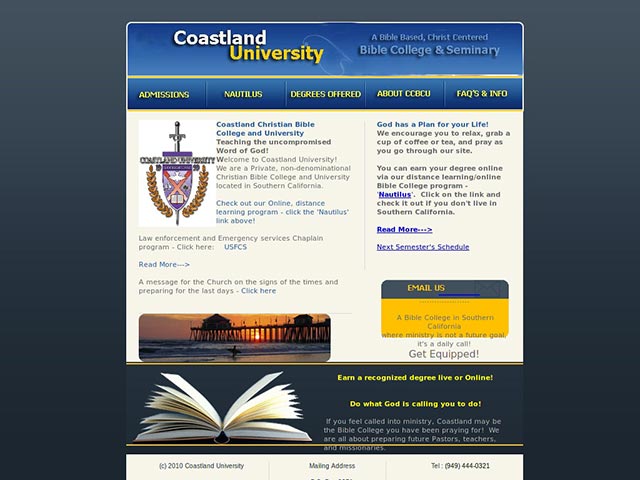 Coastland
University
A Bible Based, Christ Centered
Bible College & Seminary
ADMISSIONS
NAUTILUS
DEGREES OFFERED
ABOUT CCBCU
FAQ'S & INFO
COASTLAND UNIVERSITY
Coastland Christian Bible
College and University
Teaching the uncompromised
Word of God!
Welcome to Coastland University!
We are a Private, non-denominational
Christian Bible College and University
located in Southern California.
Check out our Online, distance
learning program - click the 'Nautilus'
link above!
Law enforcement and Emergency services Chaplain
program - Click here: USFCS
Read More--->
A message for the Church on the signs of the times and
preparing for the last days - Click here
God has a Plan for your Life!
We encourage you to relax, grab a
cup of coffee or tea, and pray as
you go through our site.
You can earn your degree online
via our distance learning/online
Bible College program -
'Nautilus'. Click on the link and
check it out if you don't live in
Southern California.
Read More--->
Next Semester's Schedule
EMAIL US
A Bible College in Southern
California
where ministry is not a future goal,
it's a daily call!
Get Equipped!
Earn a recognized degree live or Online!
Do what God is calling you to do!
If you feel called into ministry, Coastland may be
the Bible College you have been praying for! We
are all about preparing future Pastors, teachers,
and missionaries.
(c) 2010 Coastland University
Mailing Address
Tel : (949) 444-0321